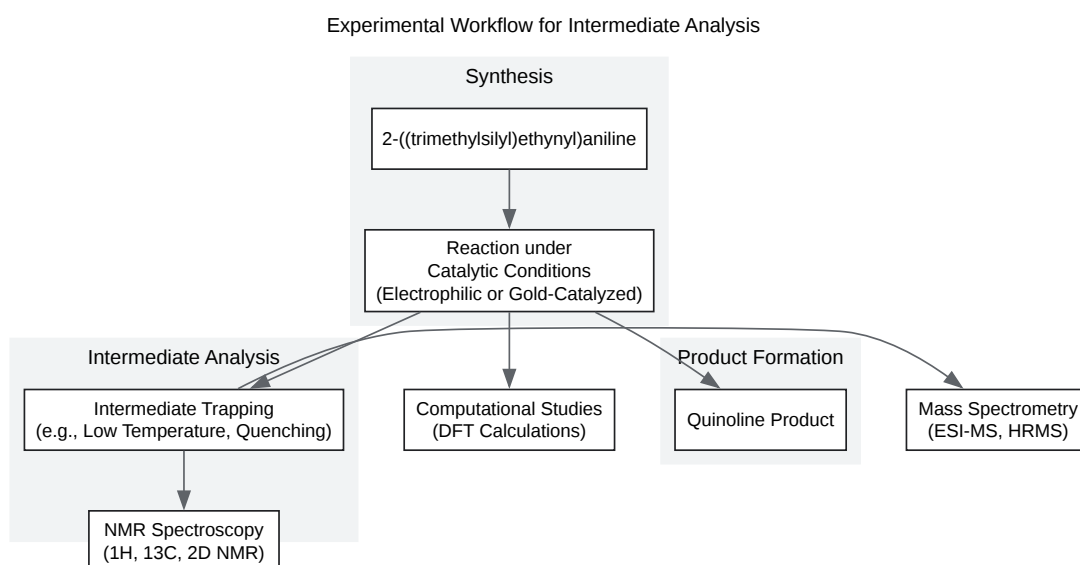 Experimental Workflow for Intermediate Analysis
Synthesis
2-((trimethylsilyl)ethynyl)aniline
Reaction under
Catalytic Conditions
(Electrophilic or Gold-Catalyzed)
Intermediate Analysis
Product Formation
Intermediate Trapping
(e.g., Low Temperature, Quenching)
Computational Studies
(DFT Calculations)
Quinoline Product
Mass Spectrometry
(ESI-MS, HRMS)
NMR Spectroscopy
(1H, 13C, 2D NMR)